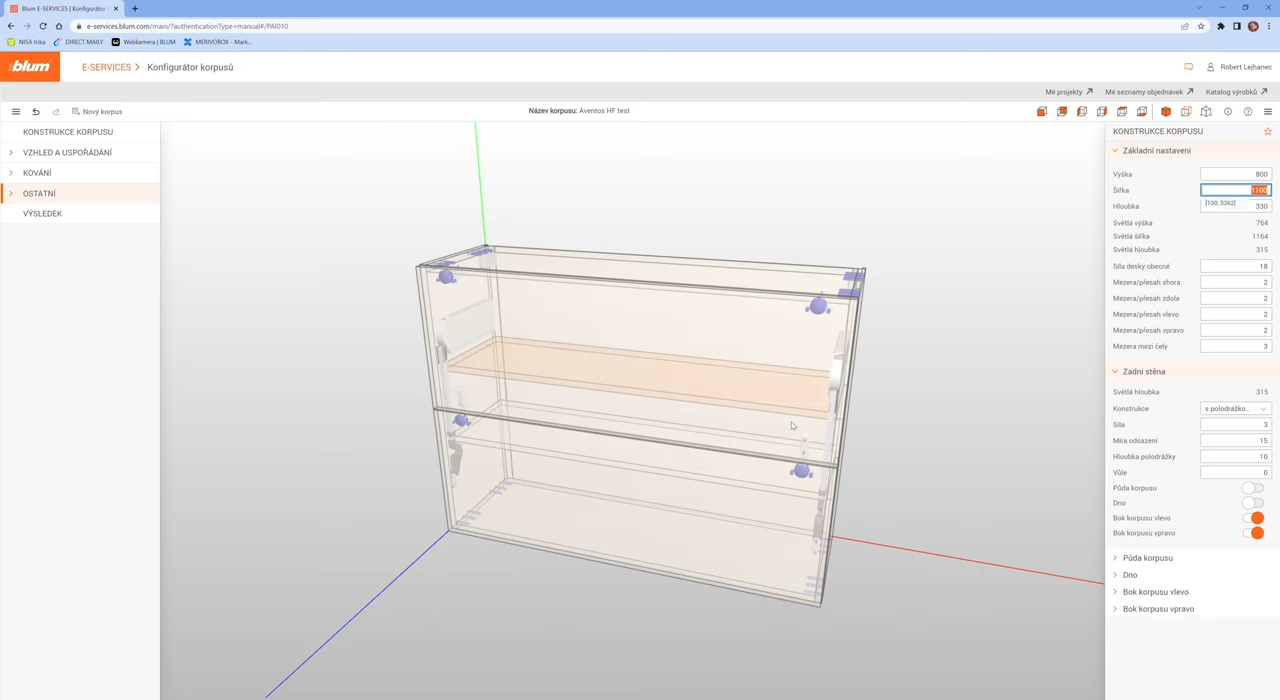 Blum E-SERVICES | Konfigurátor
e-services.blum.com/main/?authenticationType=manual#/PAI010
NISA trika
DIRECT MAILY
Webkamera | BLUM
MERIVOBOX - Mark...
blum
E-SERVICES
Konfigurátor korpusů
Robert Lejhanec
Mé projekty
Mé seznamy objednávek
Katalog výrobků
Nový korpus
Název korpusu: Aventos HF test
KONSTRUKCE KORPUSU
VZHLED A USPOŘÁDÁNÍ
KOVÁNÍ
OSTATNÍ
VÝSLEDEK
KONSTRUKCE KORPUSU
Základní nastavení
Výška 800
Šířka 1100
[100; 5362]
Hloubka 330
Světlá výška 764
Světlá šířka 1164
Světlá hloubka 315
Síla desky obecně 18
Mezera/přesah shora 2
Mezera/přesah zdola 2
Mezera/přesah vlevo 2
Mezera/přesah vpravo 2
Mezera mezi čely 3
Zadní stěna
Světlá hloubka 315
Konstrukce s polodrážko...
Síla 3
Míra odsazení 15
Hloubka polodrážky 10
Vůle 0
Půda korpusu
Dno
Bok korpusu vlevo
Bok korpusu vpravo
Půda korpusu
Dno
Bok korpusu vlevo
Bok korpusu vpravo